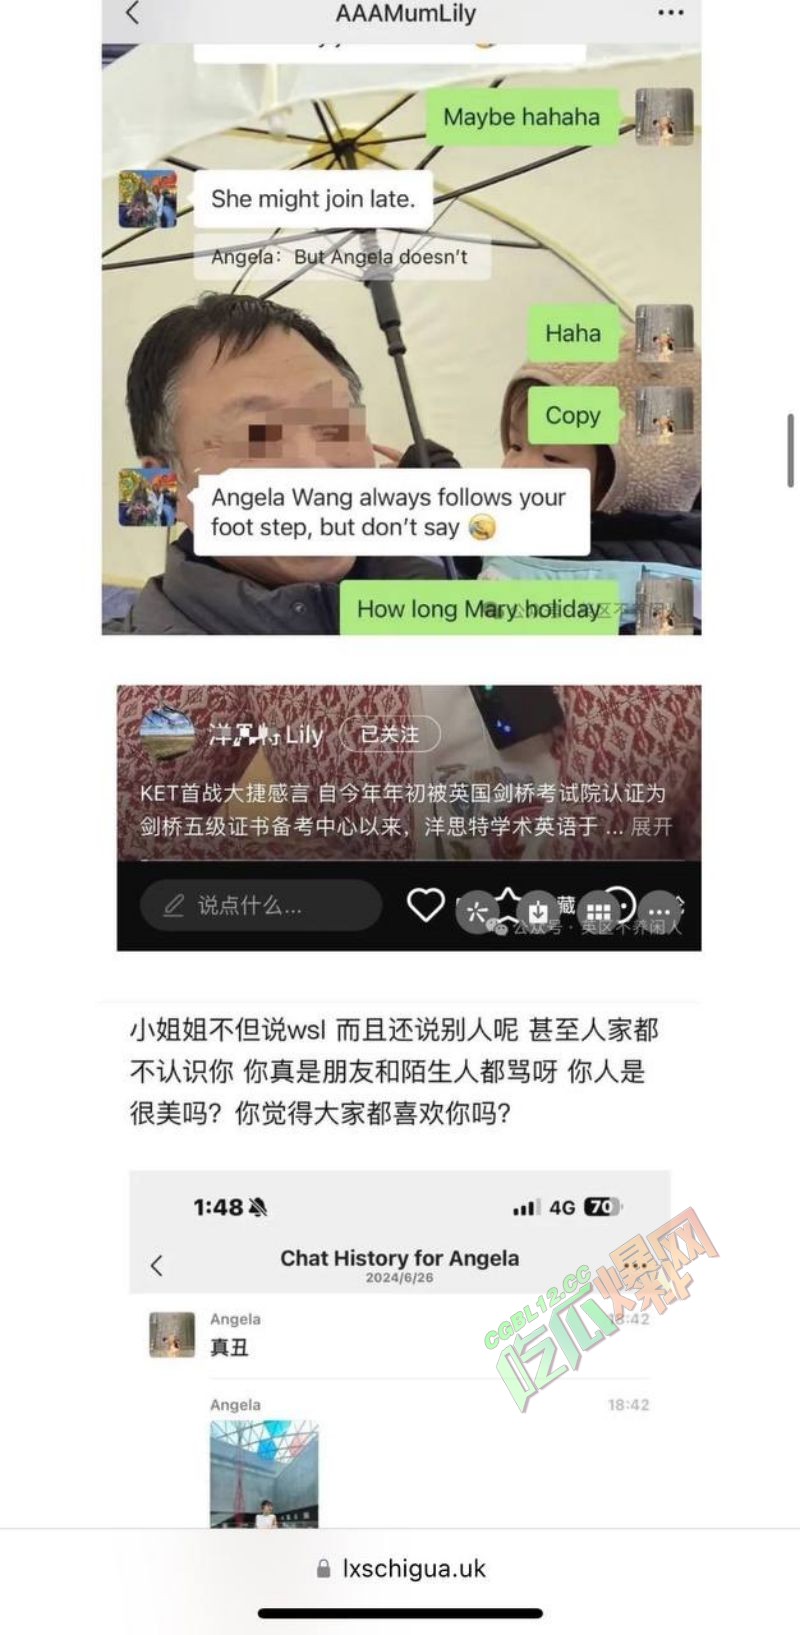 AAAMumLily
Maybe hahaha
She might join late.
Angela：But Angela doesn't
Haha
Copy
Angela Wang always follows your
foot step, but don't say
How long Mary holiday
公众号·英区不养闲人
Lily
已关注
KET首战大捷感言 自今年年初被英国剑桥考试院认证为
剑桥五级证书备考中心以来，洋思特学术英语于 ... 展开
说点什么...
藏
公众号·英区不养闲人
小姐姐不但说wsl 而且还说别人呢 甚至人家都
不认识你 你真是朋友和陌生人都骂呀 你人是
很美吗？你觉得大家都喜欢你吗？
1:48
4G 70
Chat History for Angela
2024/6/26
CGBL12.CC
吃瓜爆网
Angela
18:42
真丑
Angela
18:42
lxschigua.uk